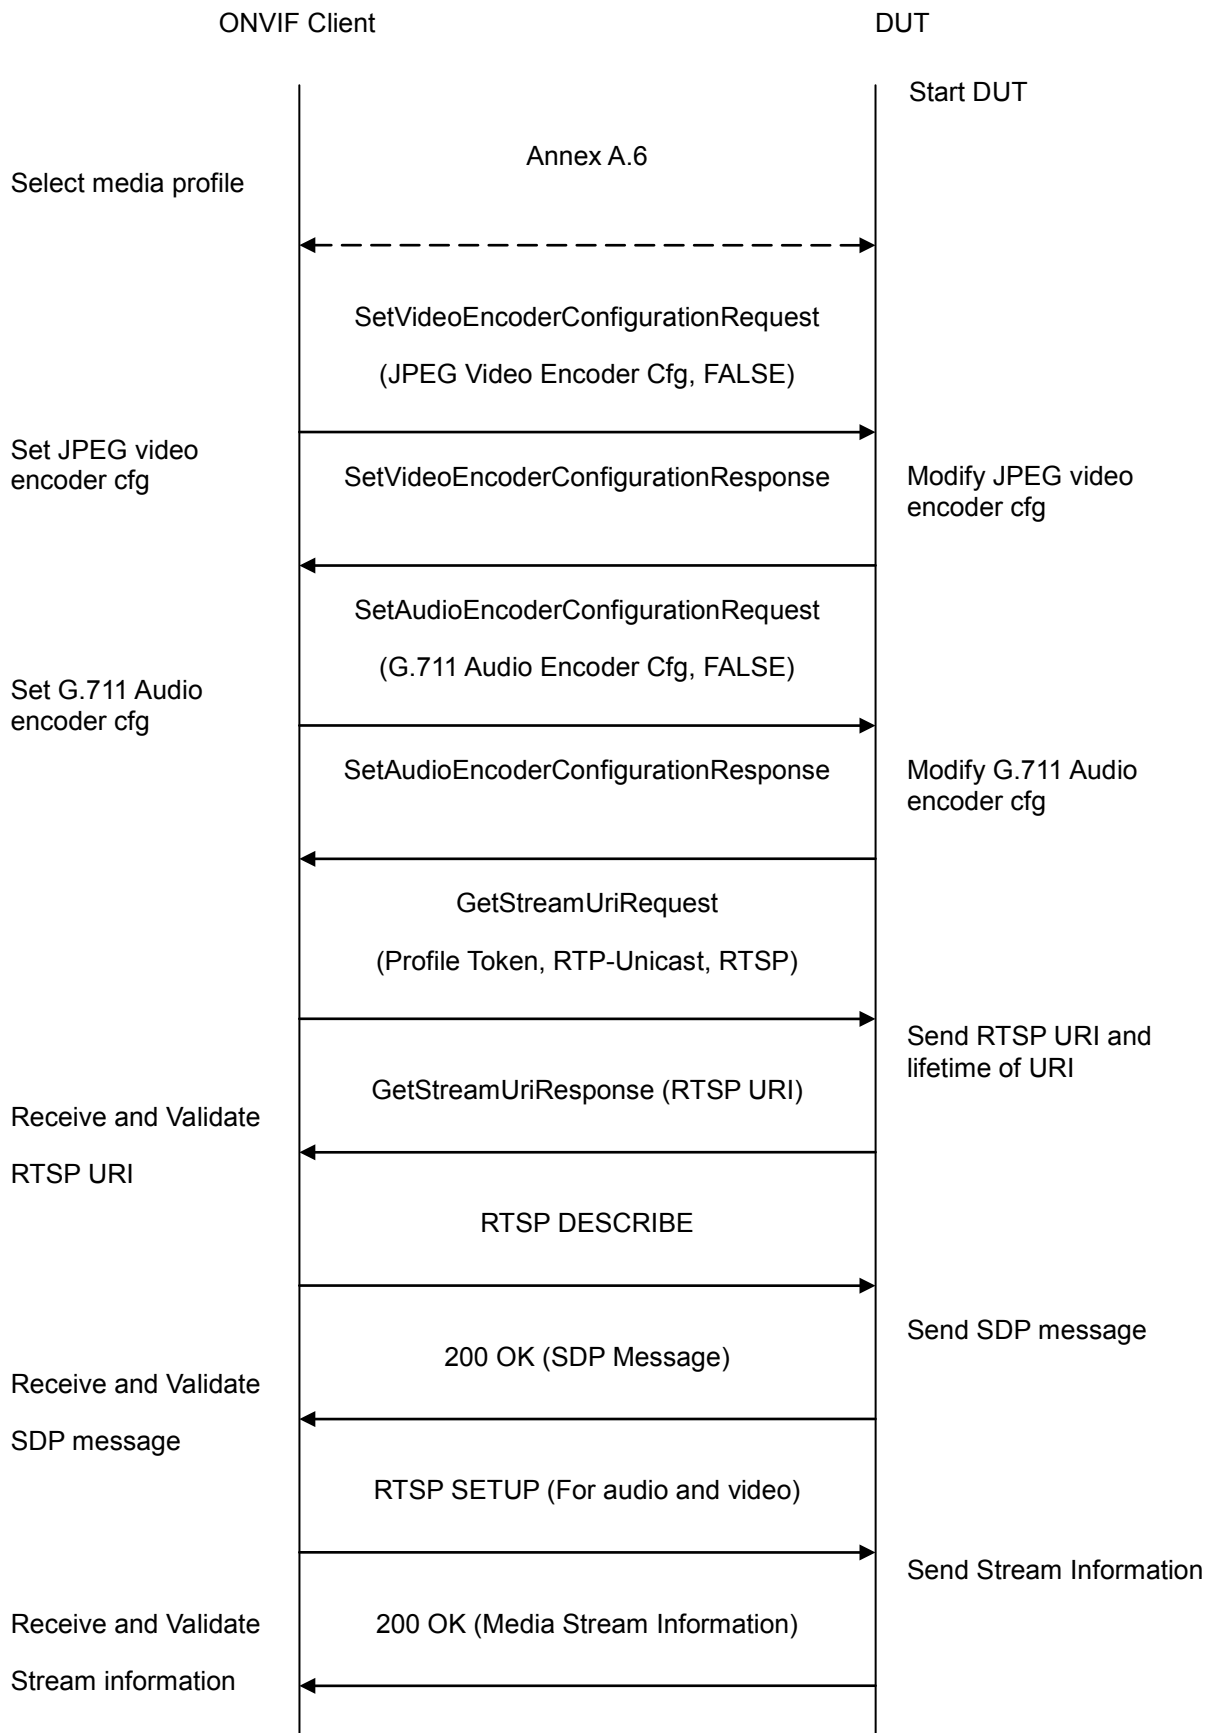 ONVIF Client
DUT
Start DUT
Annex A.6
Select media profile
SetVideoEncoderConfigurationRequest
(JPEG Video Encoder Cfg, FALSE)
Set JPEG video
encoder cfg
SetVideoEncoderConfigurationResponse
Modify JPEG video
encoder cfg
SetAudioEncoderConfigurationRequest
(G.711 Audio Encoder Cfg, FALSE)
Set G.711 Audio
encoder cfg
SetAudioEncoderConfigurationResponse
Modify G.711 Audio
encoder cfg
GetStreamUriRequest
(Profile Token, RTP-Unicast, RTSP)
Send RTSP URI and
lifetime of URI
GetStreamUriResponse (RTSP URI)
Receive and Validate
RTSP URI
RTSP DESCRIBE
Send SDP message
200 OK (SDP Message)
Receive and Validate
SDP message
RTSP SETUP (For audio and video)
Send Stream Information
200 OK (Media Stream Information)
Receive and Validate
Stream information